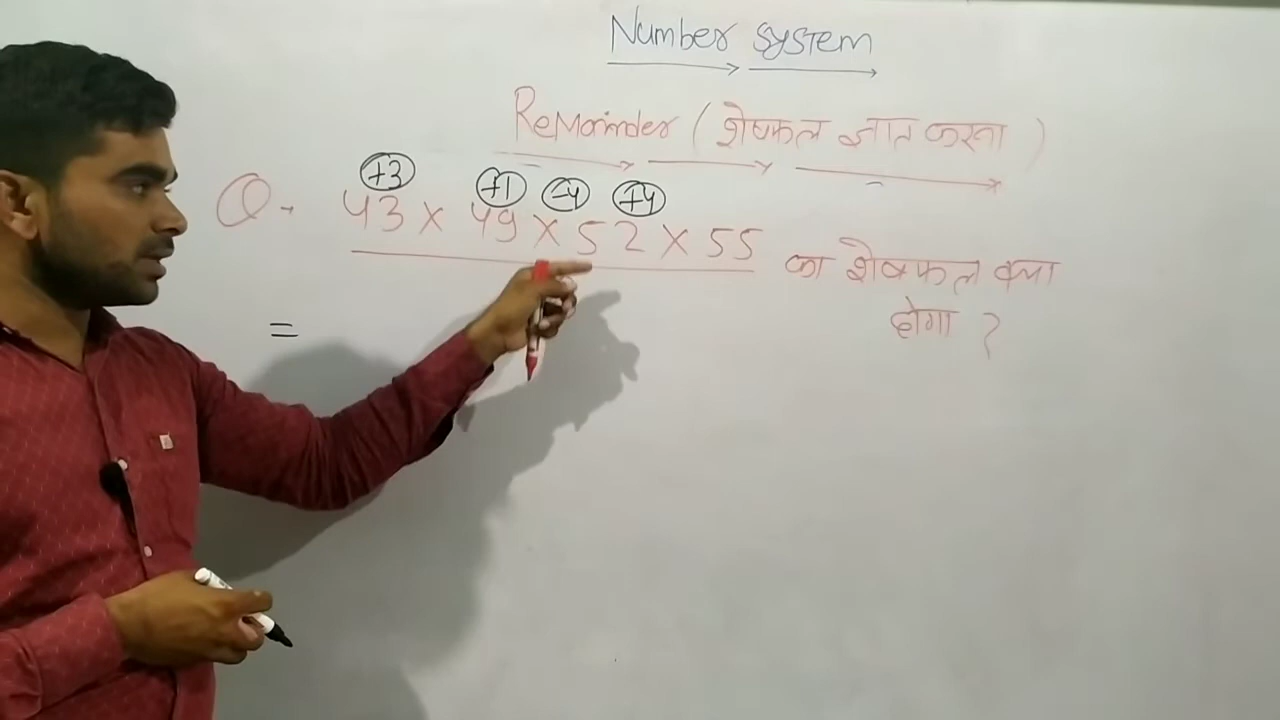 Number System
Remainder (शेषफल ज्ञात करना)
+3 +1 -4 +4
Q. 43 x 49 x 52 x 55 का शेषफल क्या
होगा ?
=